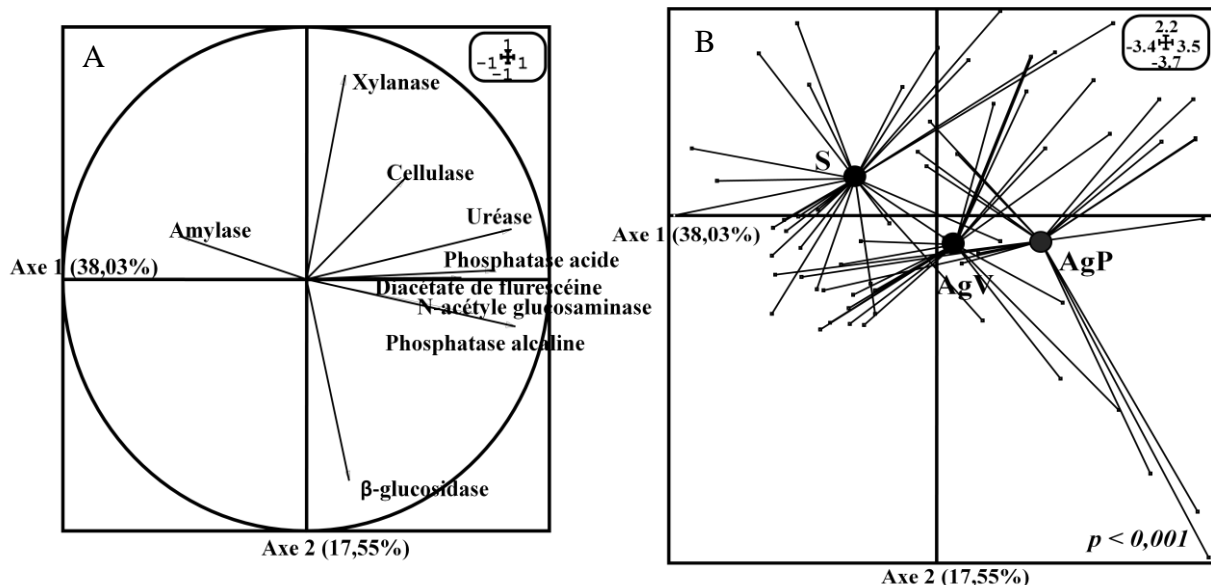 A
1
-1 1
-1
Xylanase
Cellulase
Uréase
Amylase
Phosphatase acide
Axe 1 (38,03%)
Diacétate de flurescéine
N-acétyle glucosaminase
Phosphatase alcaline
β-glucosidase
Axe 2 (17,55%)
B
2.2
-3.4 3.5
-3.7
S
Axe 1 (38,03%)
AgV
AgP
p < 0,001
Axe 2 (17,55%)